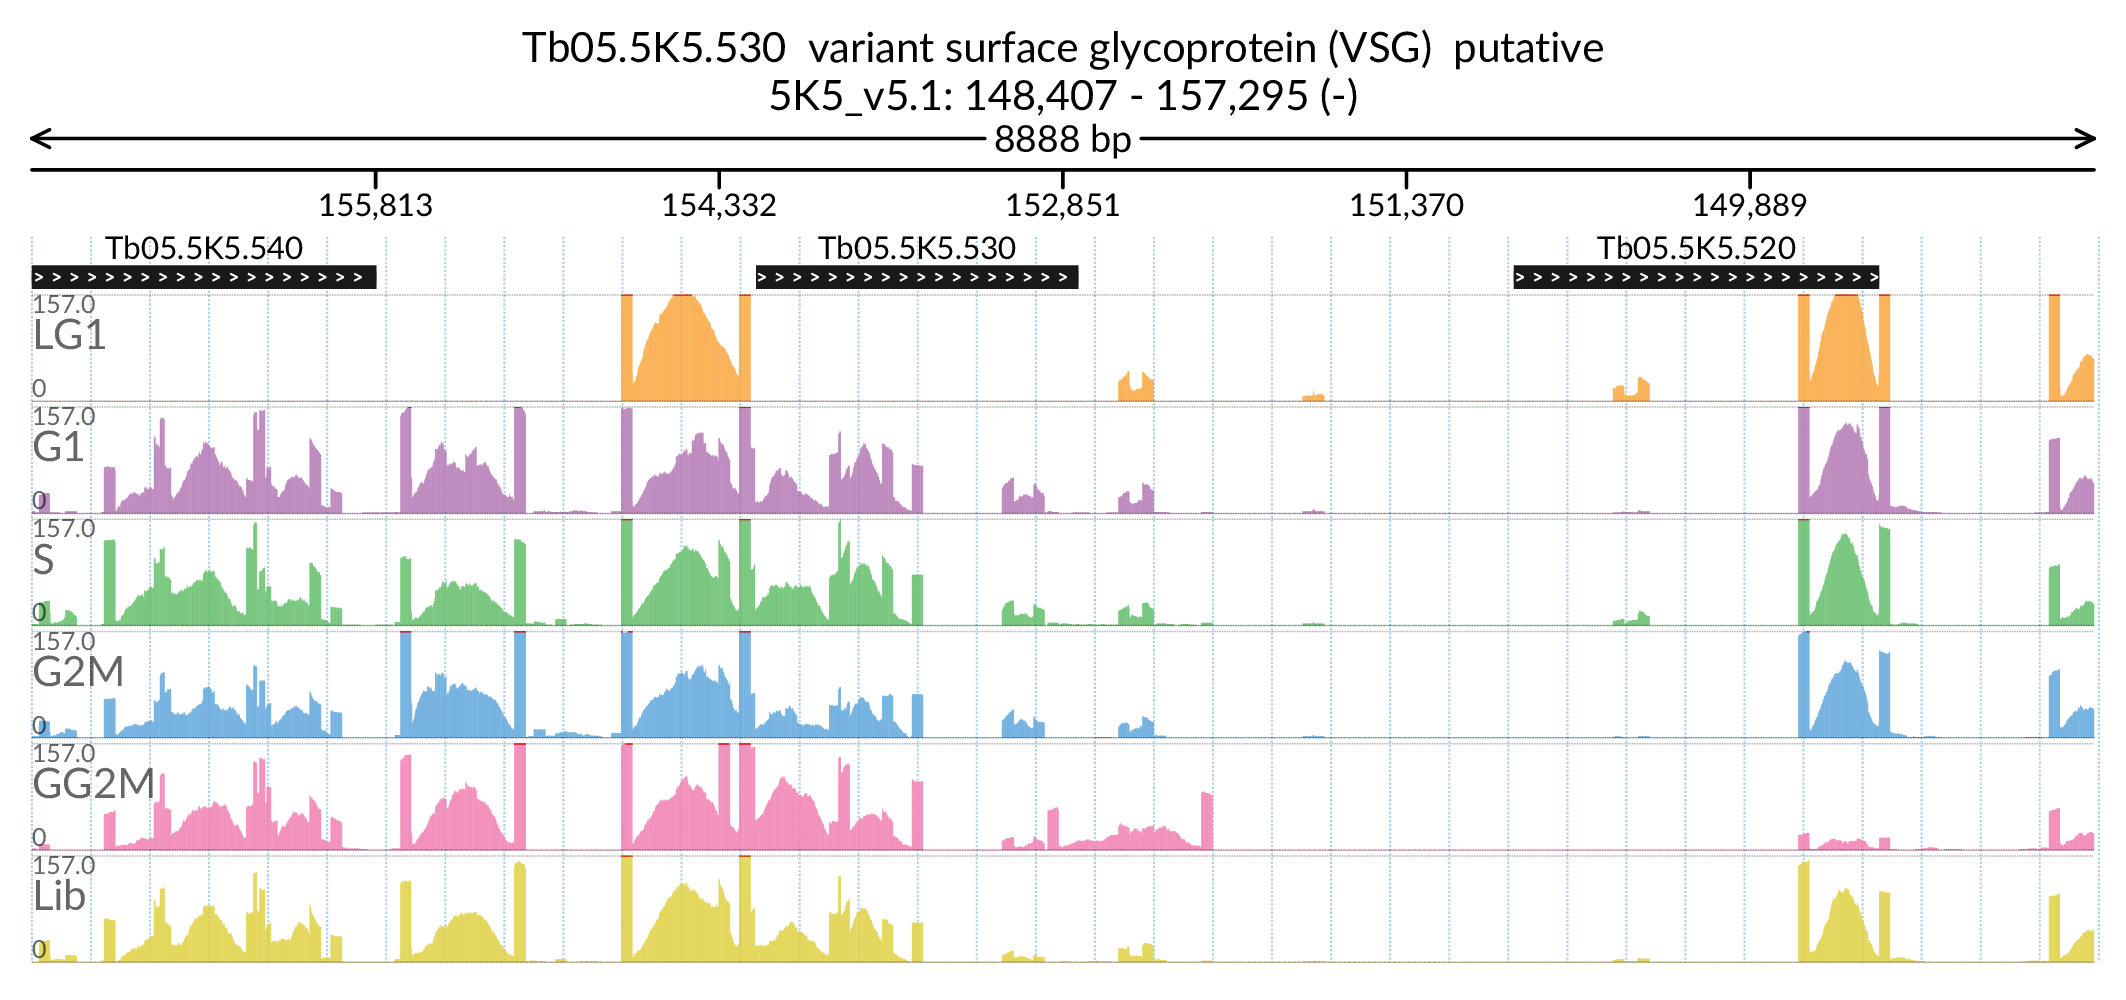 Tb05.5K5.530  variant surface glycoprotein (VSG)  putative
5K5_v5.1: 148,407 - 157,295 (-)
8888 bp
155,813 154,332 152,851 151,370 149,889
Tb05.5K5.540 Tb05.5K5.530 Tb05.5K5.520
157.0
LG1
0
157.0
G1
0
157.0
S
0
157.0
G2M
0
157.0
GG2M
0
157.0
Lib
0